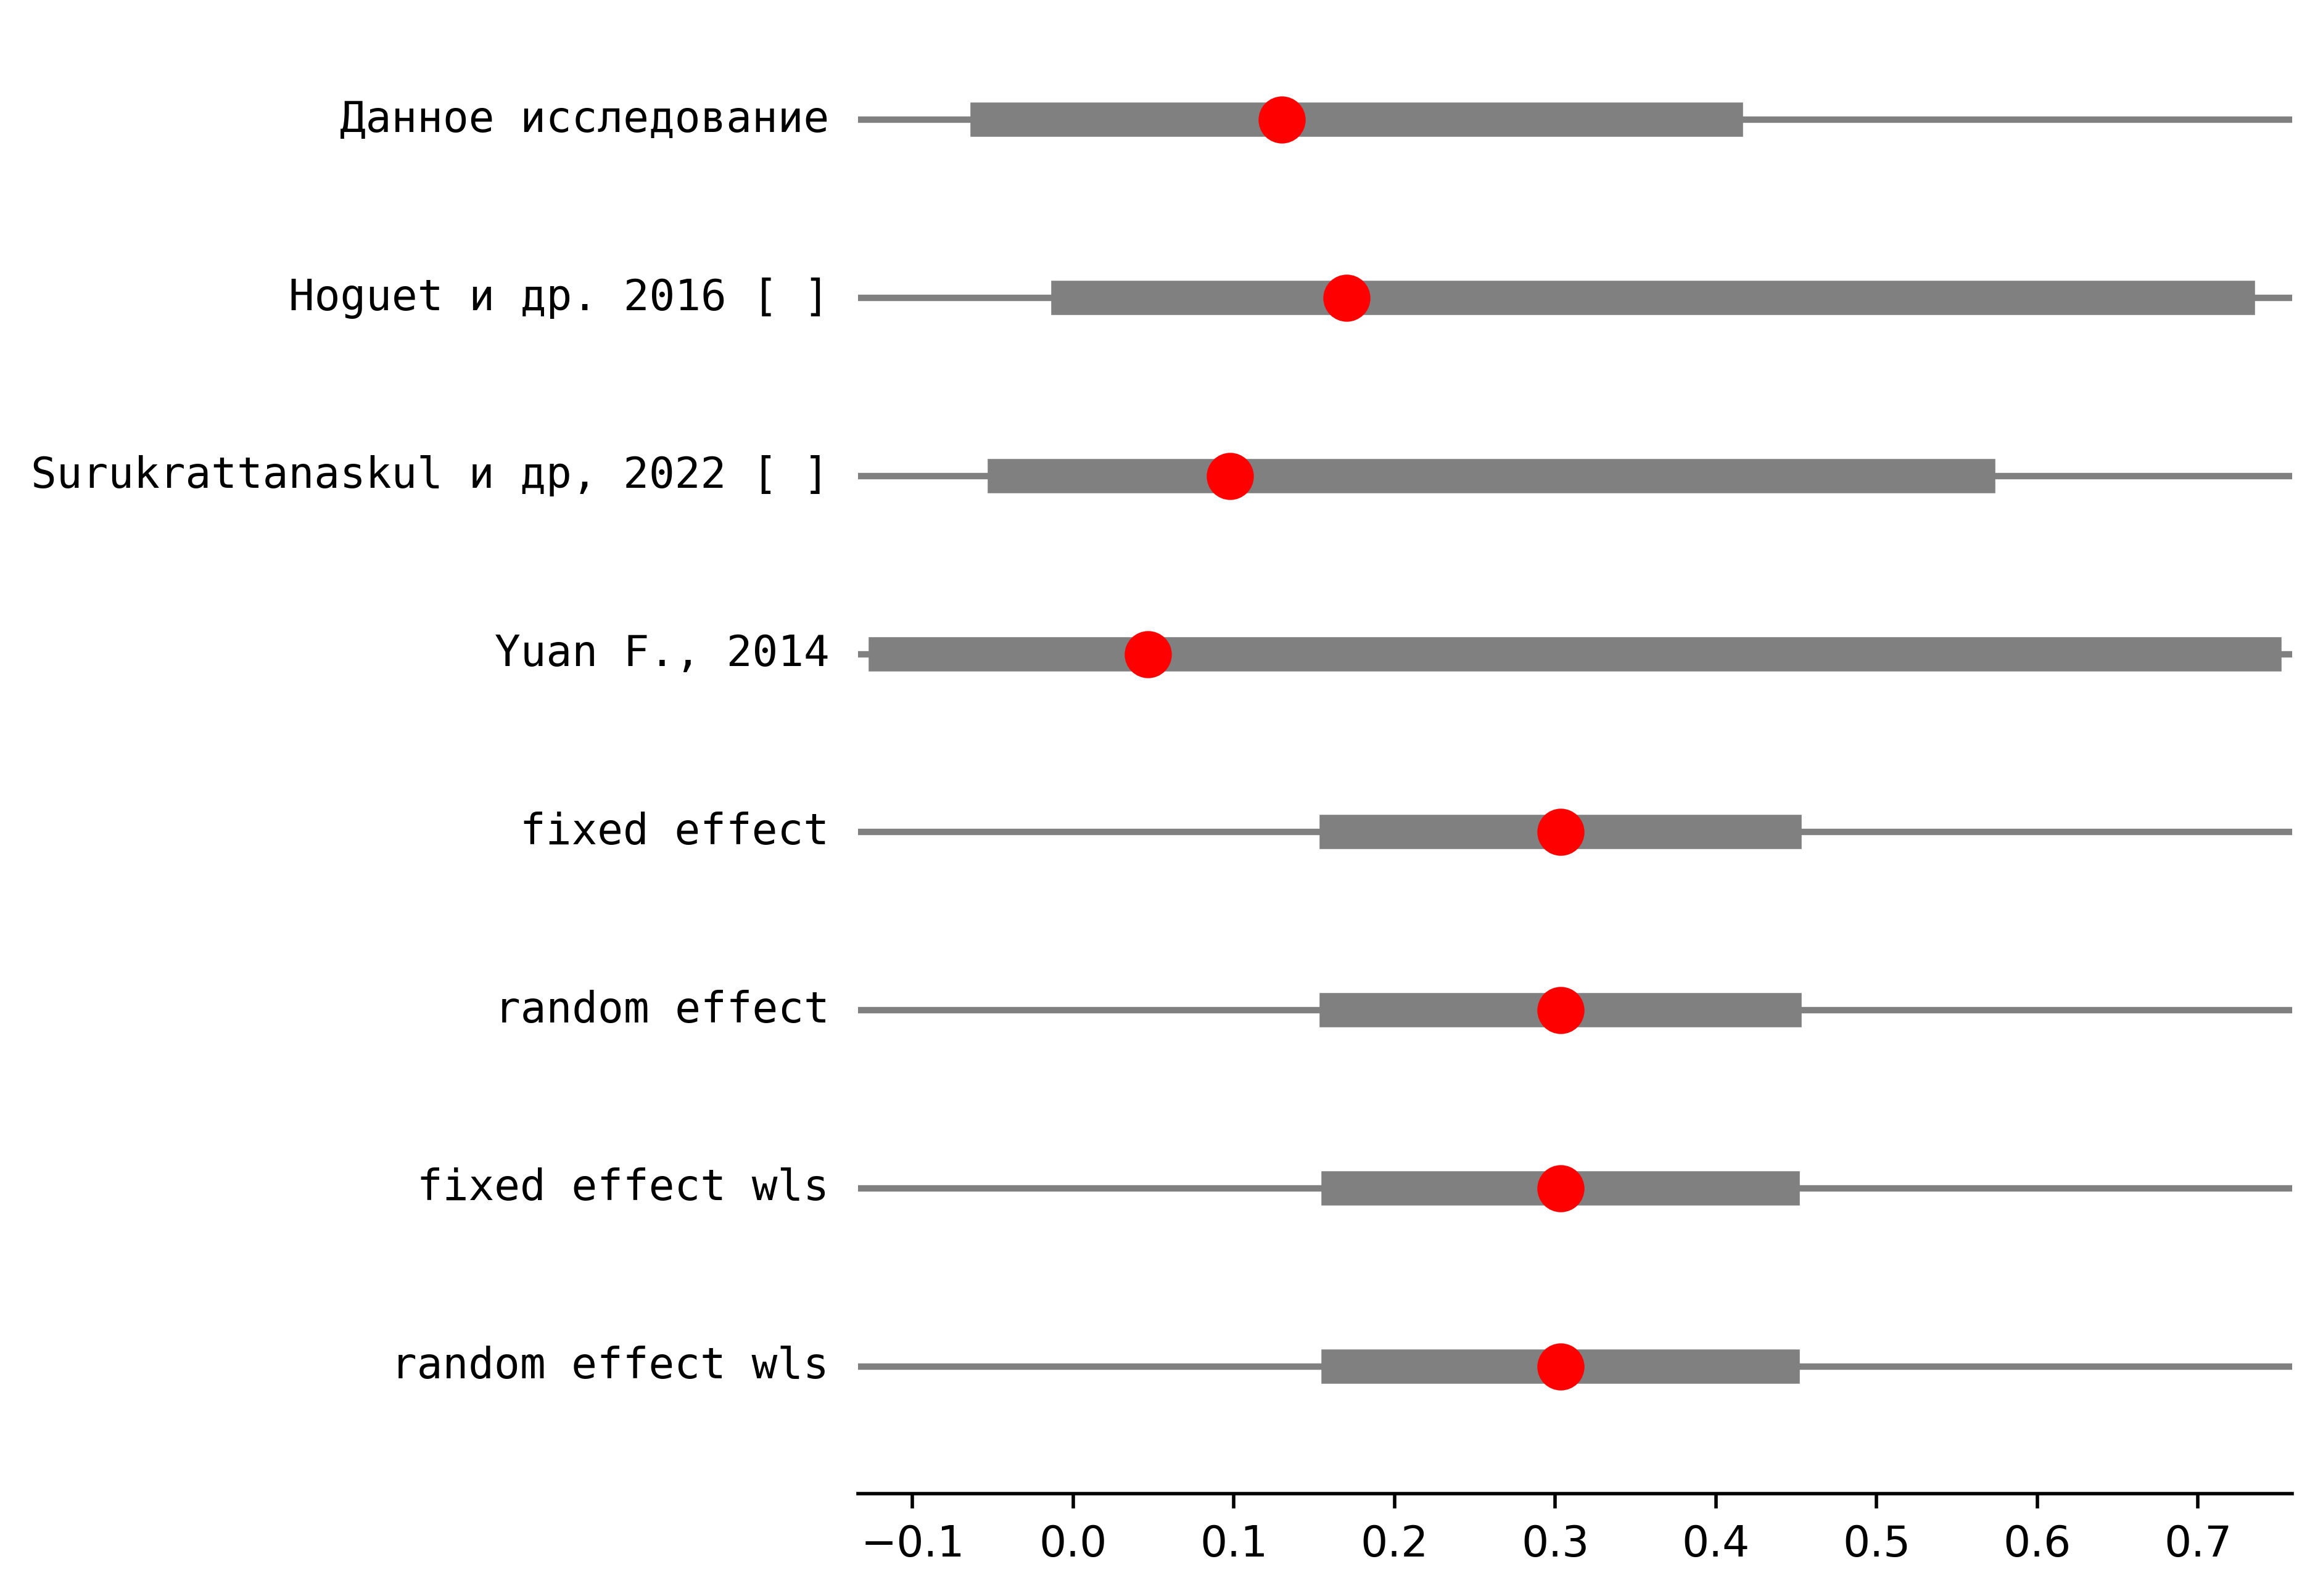 Данное исследование
Hoguet и др. 2016 [ ]
Surukrattanaskul и др, 2022 [ ]
Yuan F., 2014
fixed effect
random effect
fixed effect wls
random effect wls
−0.1 0.0 0.1 0.2 0.3 0.4 0.5 0.6 0.7